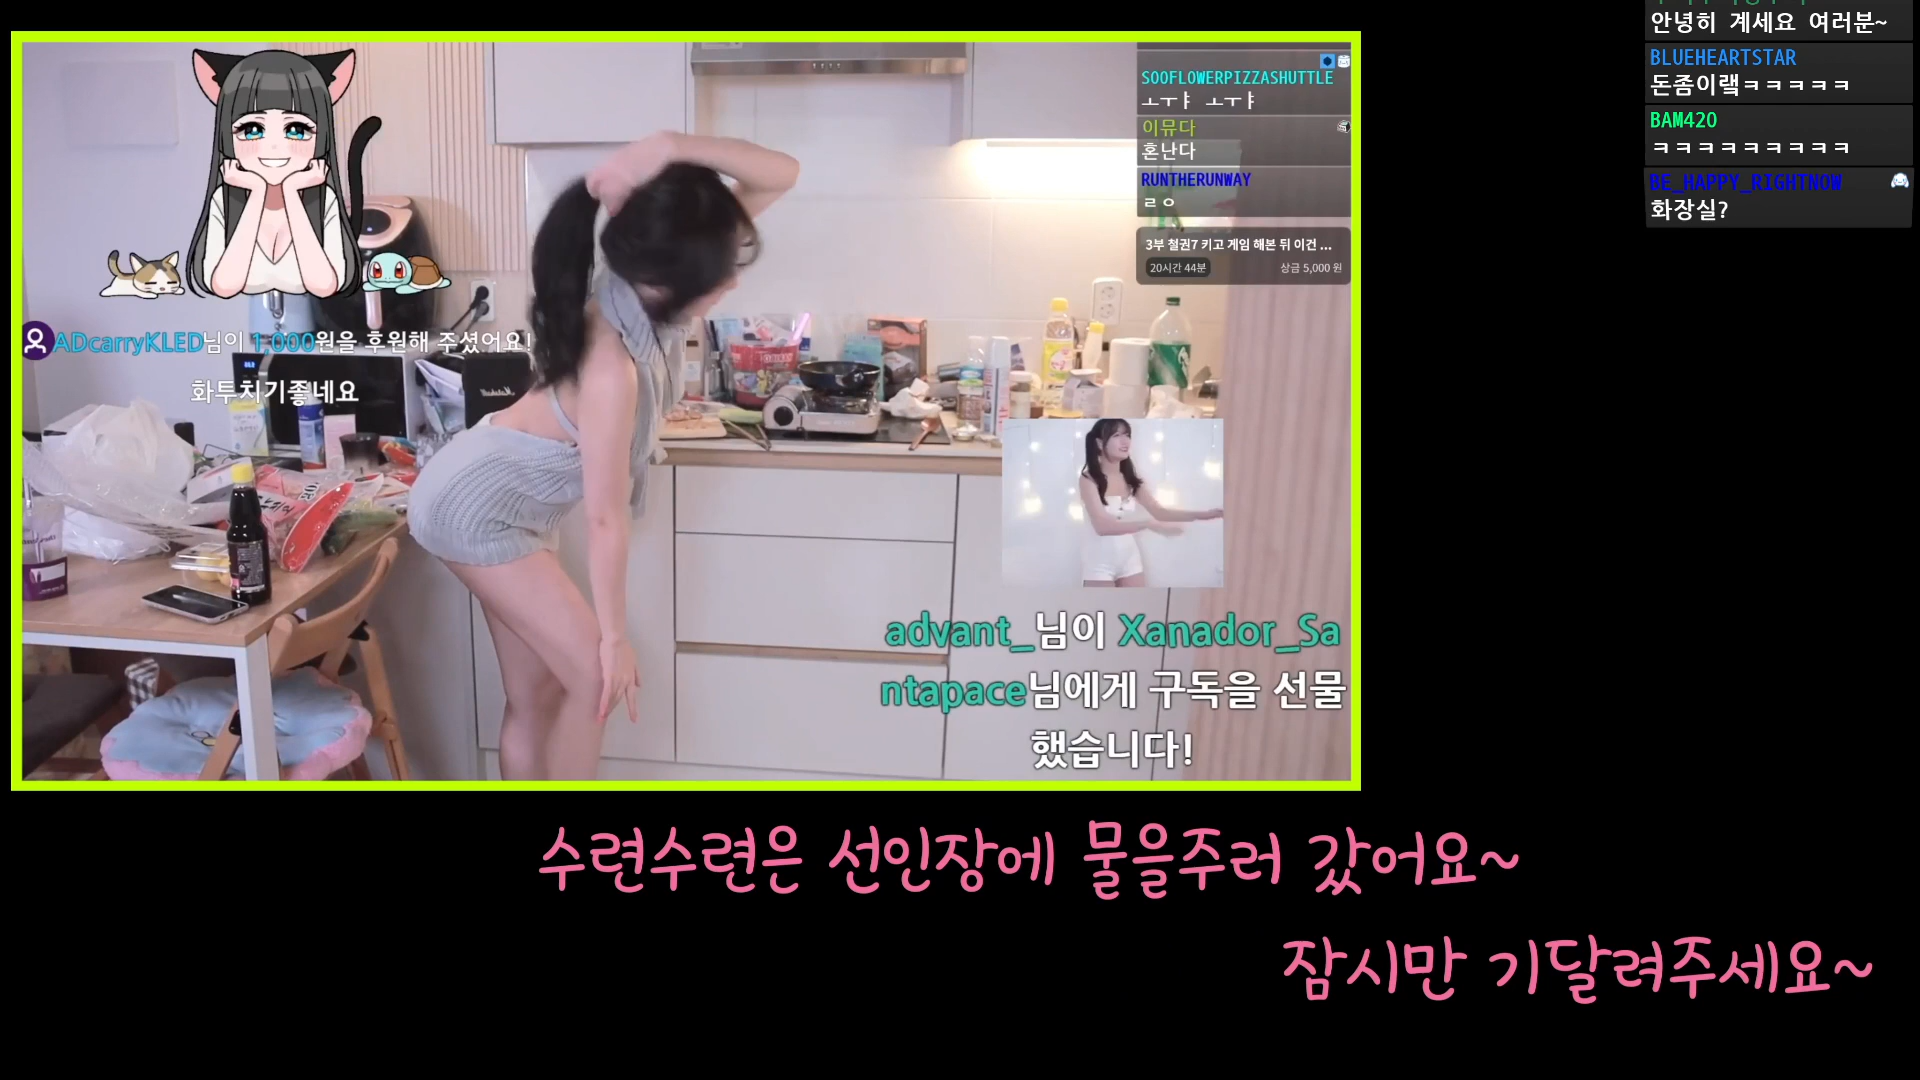 안녕히 계세요 여러분~
BLUEHEARTSTAR
돈좀이랰ㅋㅋㅋㅋㅋ
BAM420
ㅋㅋㅋㅋㅋㅋㅋㅋㅋ
BE_HAPPY_RIGHTNOW
화장실?
SOOFLOWERPIZZASHUTTLE
ㅗㅜㅑ ㅗㅜㅑ
이뮤다
혼난다
RUNTHERUNWAY
ㄹㅇ
3부 철권7 키고 게임 해본 뒤 이건 ...
20시간 44분
상금 5,000 원
ADcarryKLED님이 1,000원을 후원해 주셨어요!
화투치기좋네요
advant_님이 Xanador_Sa
ntapace님에게 구독을 선물
했습니다!
수련수련은 선인장에 물을주러 갔어요~
잠시만 기달려주세요~